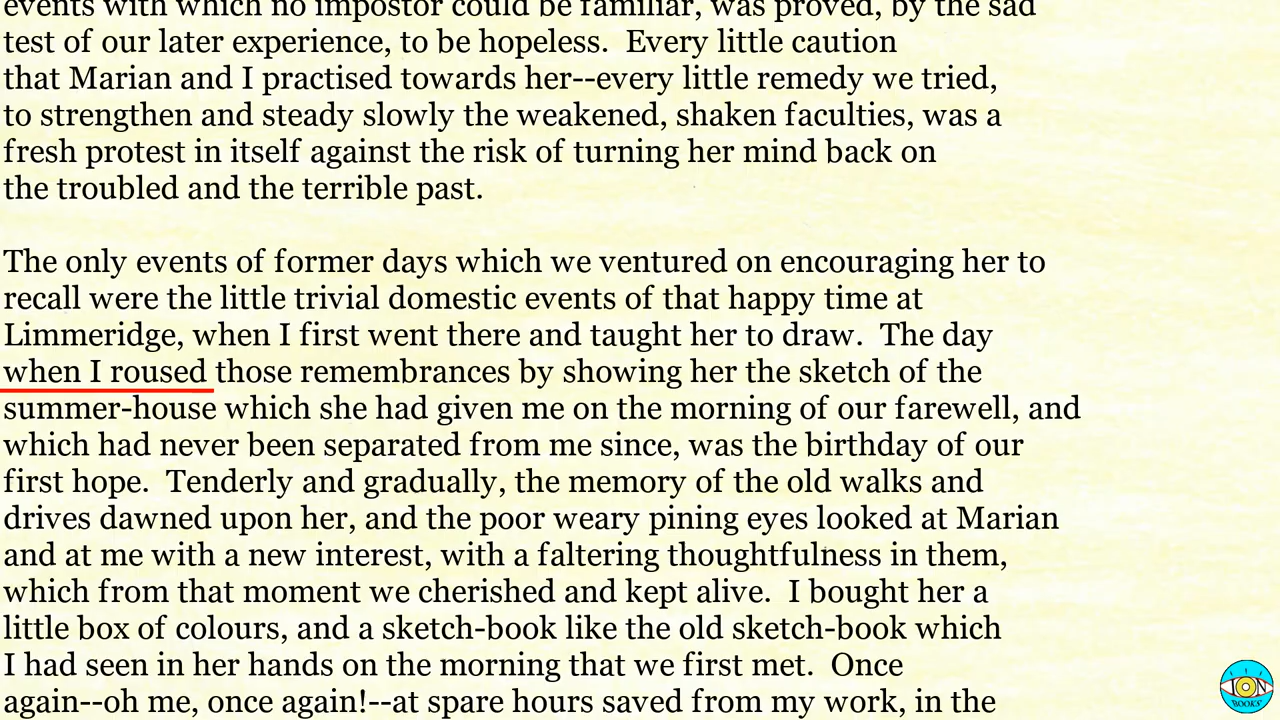 events with which no impostor could be familiar, was proved, by the sad
test of our later experience, to be hopeless.  Every little caution
that Marian and I practised towards her--every little remedy we tried,
to strengthen and steady slowly the weakened, shaken faculties, was a
fresh protest in itself against the risk of turning her mind back on
the troubled and the terrible past.

The only events of former days which we ventured on encouraging her to
recall were the little trivial domestic events of that happy time at
Limmeridge, when I first went there and taught her to draw.  The day
when I roused those remembrances by showing her the sketch of the
summer-house which she had given me on the morning of our farewell, and
which had never been separated from me since, was the birthday of our
first hope.  Tenderly and gradually, the memory of the old walks and
drives dawned upon her, and the poor weary pining eyes looked at Marian
and at me with a new interest, with a faltering thoughtfulness in them,
which from that moment we cherished and kept alive.  I bought her a
little box of colours, and a sketch-book like the old sketch-book which
I had seen in her hands on the morning that we first met.  Once
again--oh me, once again!--at spare hours saved from my work, in the
ION
BOOKS